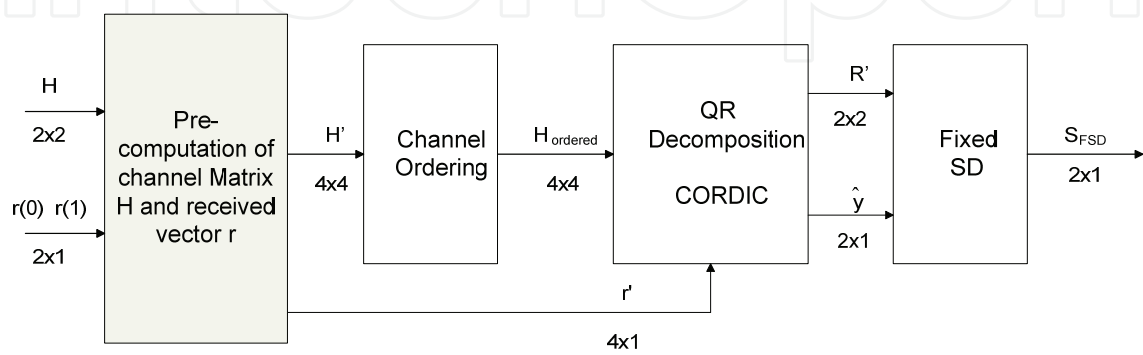 H
2x2
r(0) r(1)
2x1
Pre-
computation of
channel Matrix
H and received
vector r
H'
4x4
Channel
Ordering
H ordered
4x4
QR
Decomposition
CORDIC
R'
2x2
ŷ
2x1
Fixed
SD
SFSD
2x1
r'
4x1